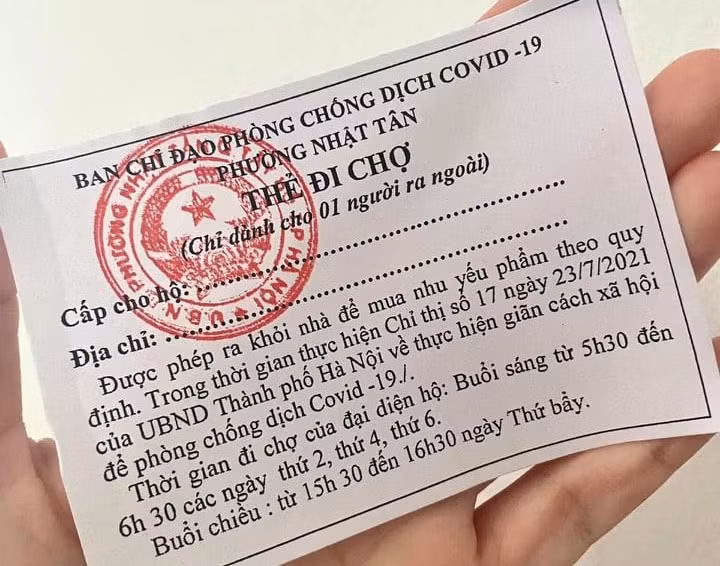 BAN CHỈ ĐẠO PHÒNG CHỐNG DỊCH COVID -19
PHƯỜNG NHẬT TÂN
THẺ ĐI CHỢ
(Chỉ dành cho 01 người ra ngoài)
Cấp cho hộ: ........................................................
Địa chỉ: ............................................................
Được phép ra khỏi nhà để mua nhu yếu phẩm theo quy
định. Trong thời gian thực hiện Chỉ thị số 17 ngày 23/7/2021
của UBND Thành phố Hà Nội về thực hiện giãn cách xã hội
để phòng chống dịch Covid -19./.
Thời gian đi chợ của đại diện hộ: Buổi sáng từ 5h30 đến
6h 30 các ngày thứ 2, thứ 4, thứ 6.
Buổi chiều : từ 15h 30 đến 16h30 ngày Thứ bẩy.
U.B.N.D PHƯỜNG NHẬT
P HÀ NỘI